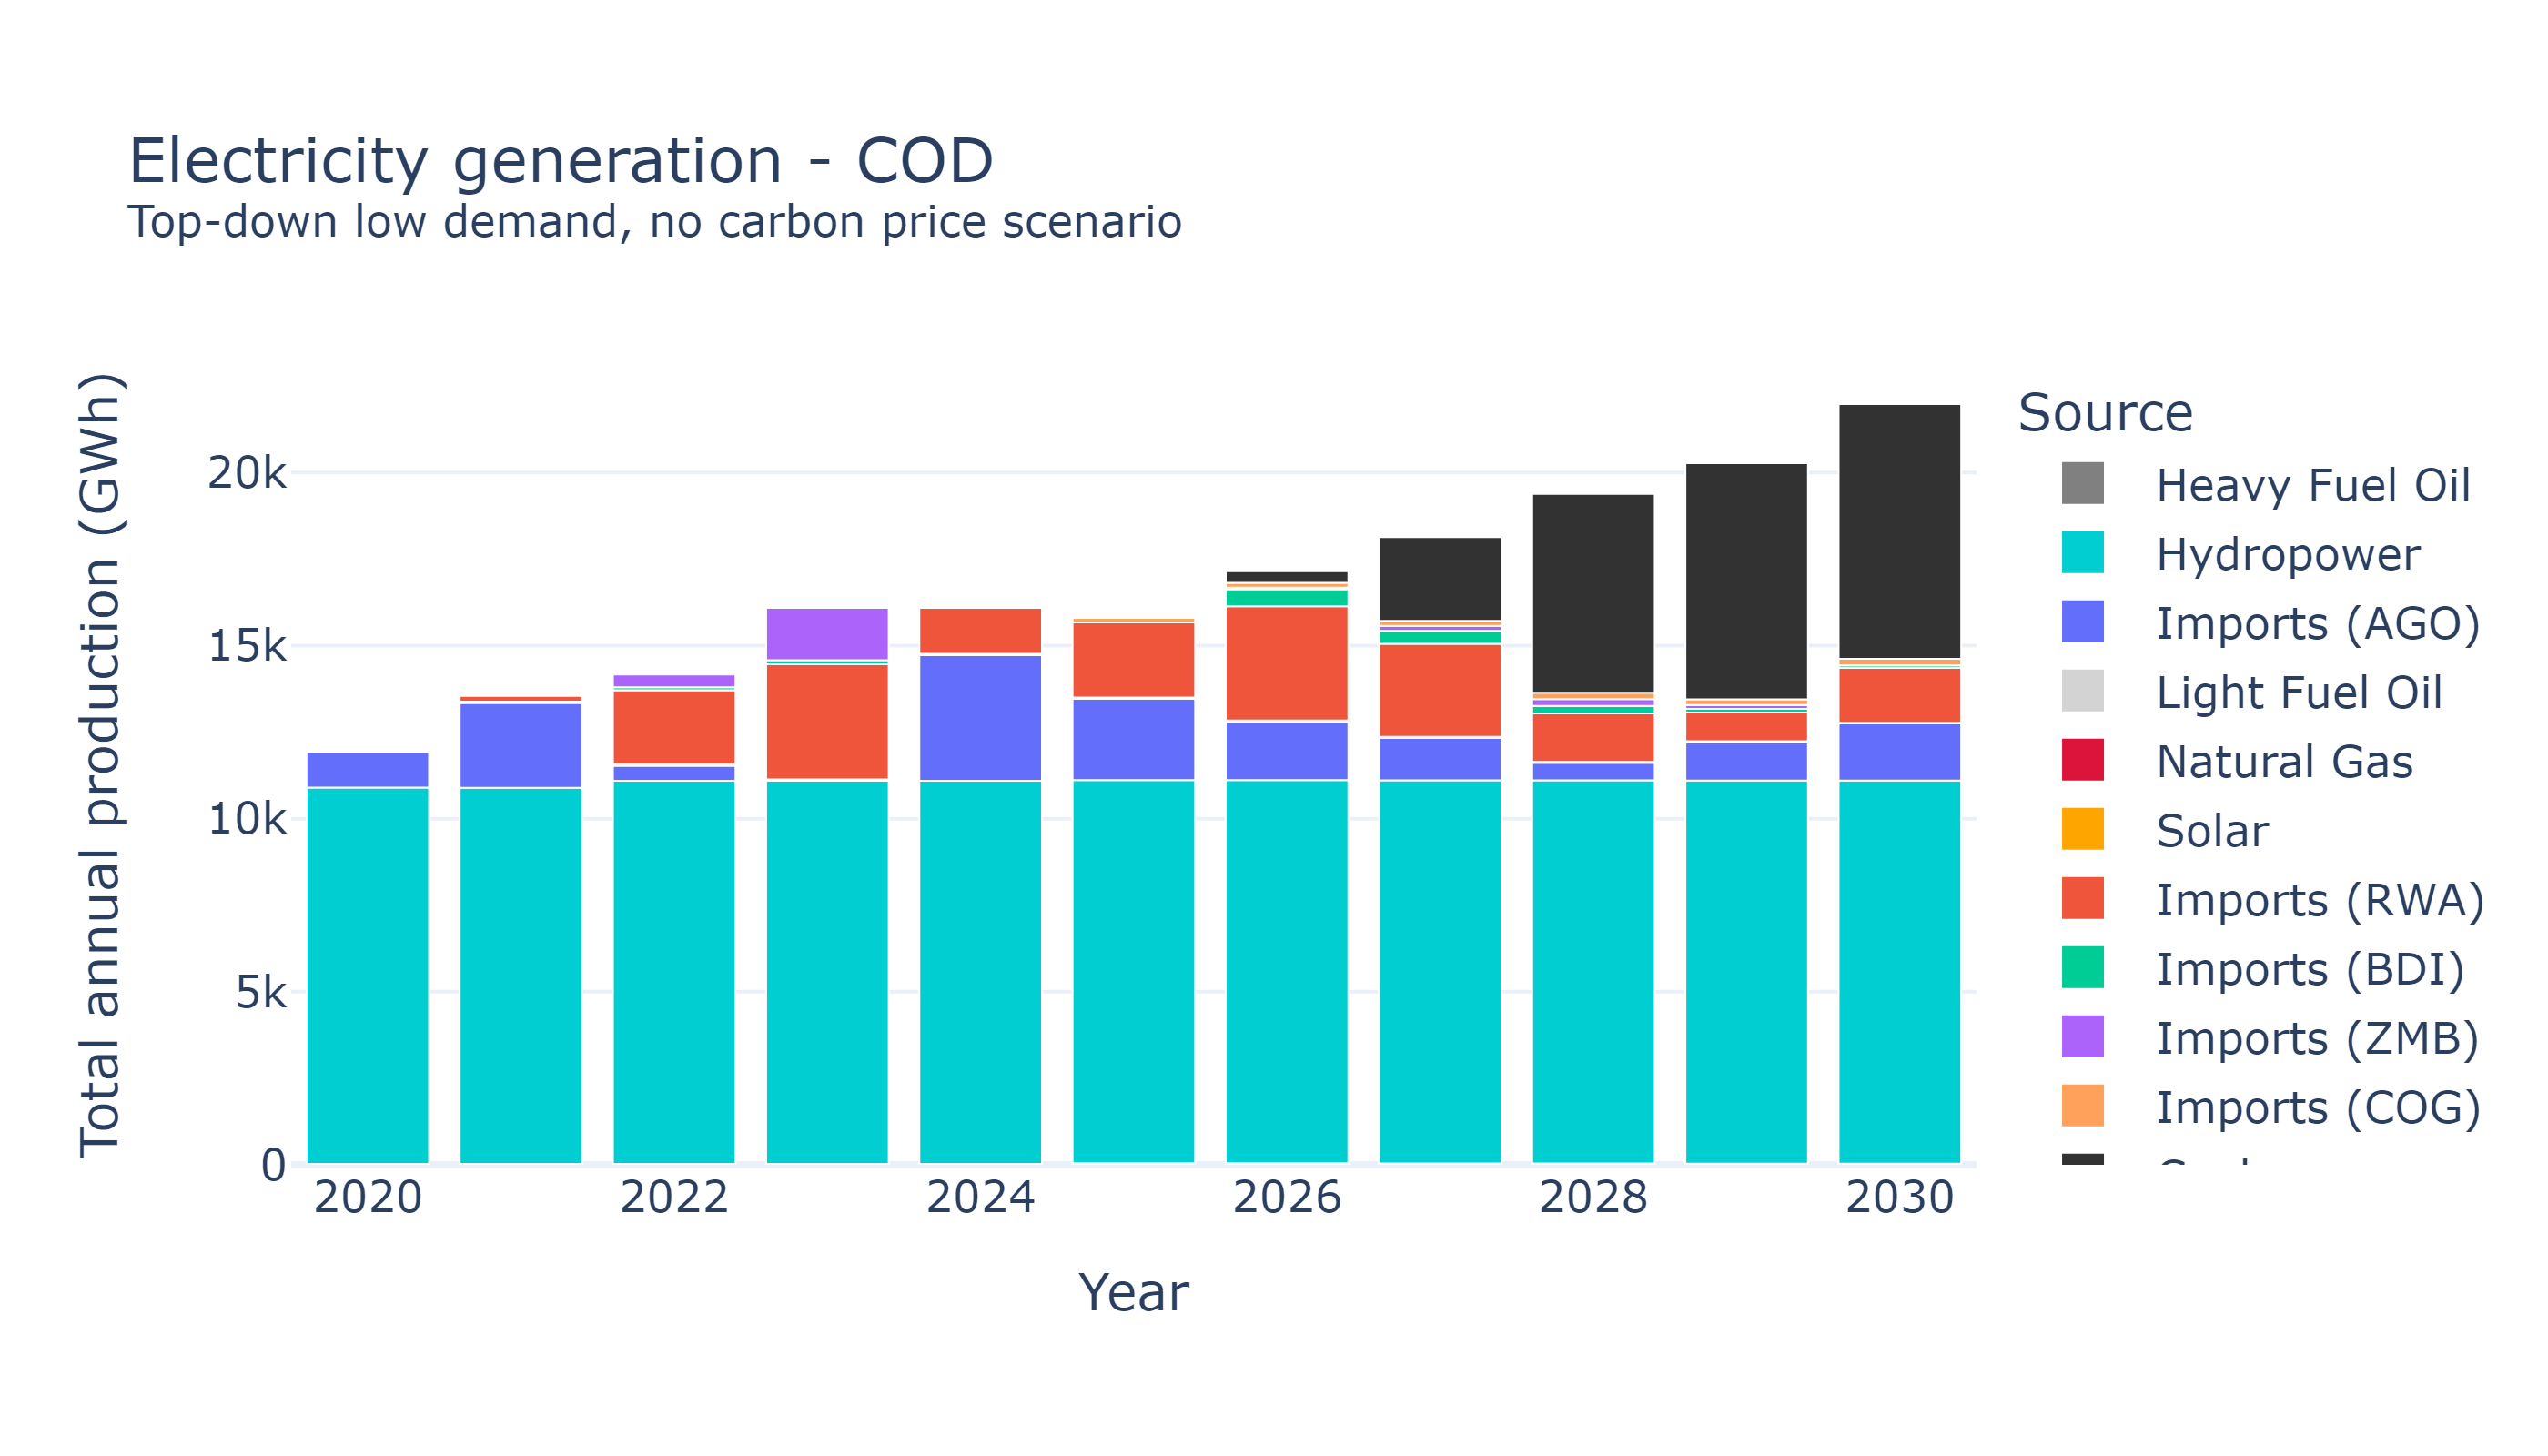 Electricity generation - COD
Top-down low demand, no carbon price scenario
Total annual production (GWh)
20k
15k
10k
5k
0
2020
2022
2024
2026
2028
2030
Year
Source
Heavy Fuel Oil
Hydropower
Imports (AGO)
Light Fuel Oil
Natural Gas
Solar
Imports (RWA)
Imports (BDI)
Imports (ZMB)
Imports (COG)